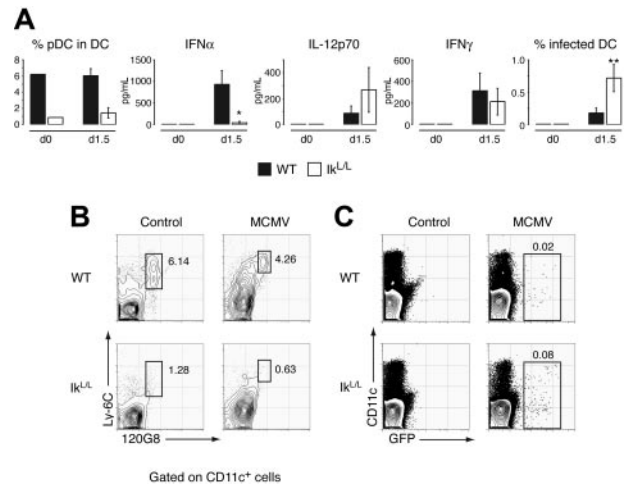 A
% pDC in DC IFNα IL-12p70 IFNγ % infected DC
8 1500 400 600 1.0
6 1000 400
4 pg/mL pg/mL 200 pg/mL 0.5
2 500 200
0 0 0 0 0
* **
d0 d1.5 d0 d1.5 d0 d1.5 d0 d1.5 d0 d1.5
WT Ik^L/L
B C
Control MCMV Control MCMV
WT 6.14 4.26 WT 0.02
Ik^L/L 1.28 0.63 Ik^L/L 0.08
Ly-6C CD11c
120G8 GFP
Gated on CD11c⁺ cells